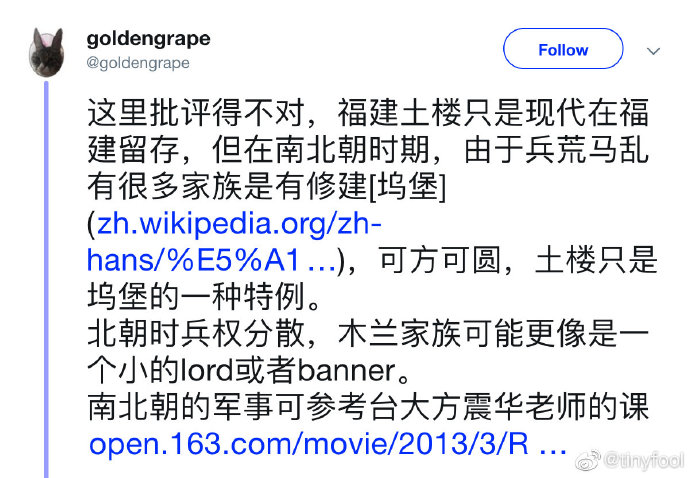 goldengrape
@goldengrape
Follow
这里批评得不对，福建土楼只是现代在福
建留存，但在南北朝时期，由于兵荒马乱
有很多家族是有修建[坞堡]
(zh.wikipedia.org/zh-
hans/%E5%A1...)，可方可圆，土楼只是
坞堡的一种特例。
北朝时兵权分散，木兰家族可能更像是一
个小的lord或者banner。
南北朝的军事可参考台大方震华老师的课
open.163.com/movie/2013/3/R ...
@tinyfool